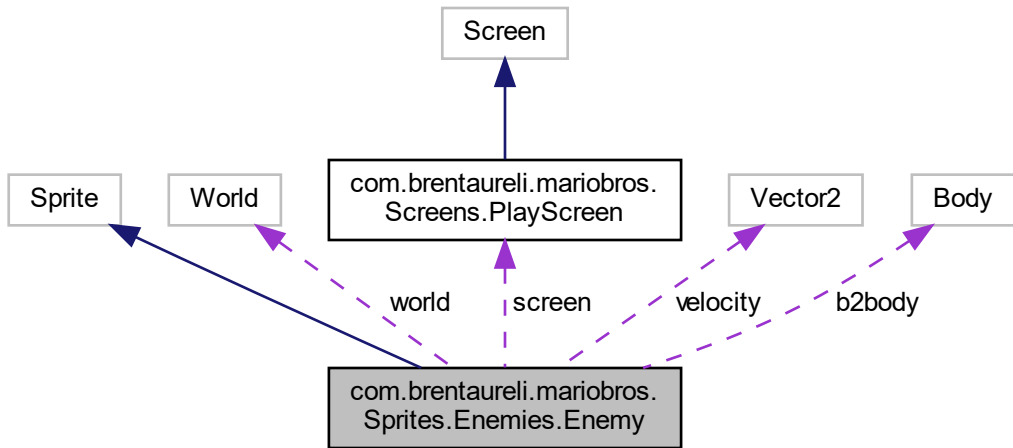 Screen
Sprite
World
com.brentaureli.mariobros.
Screens.PlayScreen
Vector2
Body
world
screen
velocity
b2body
com.brentaureli.mariobros.
Sprites.Enemies.Enemy